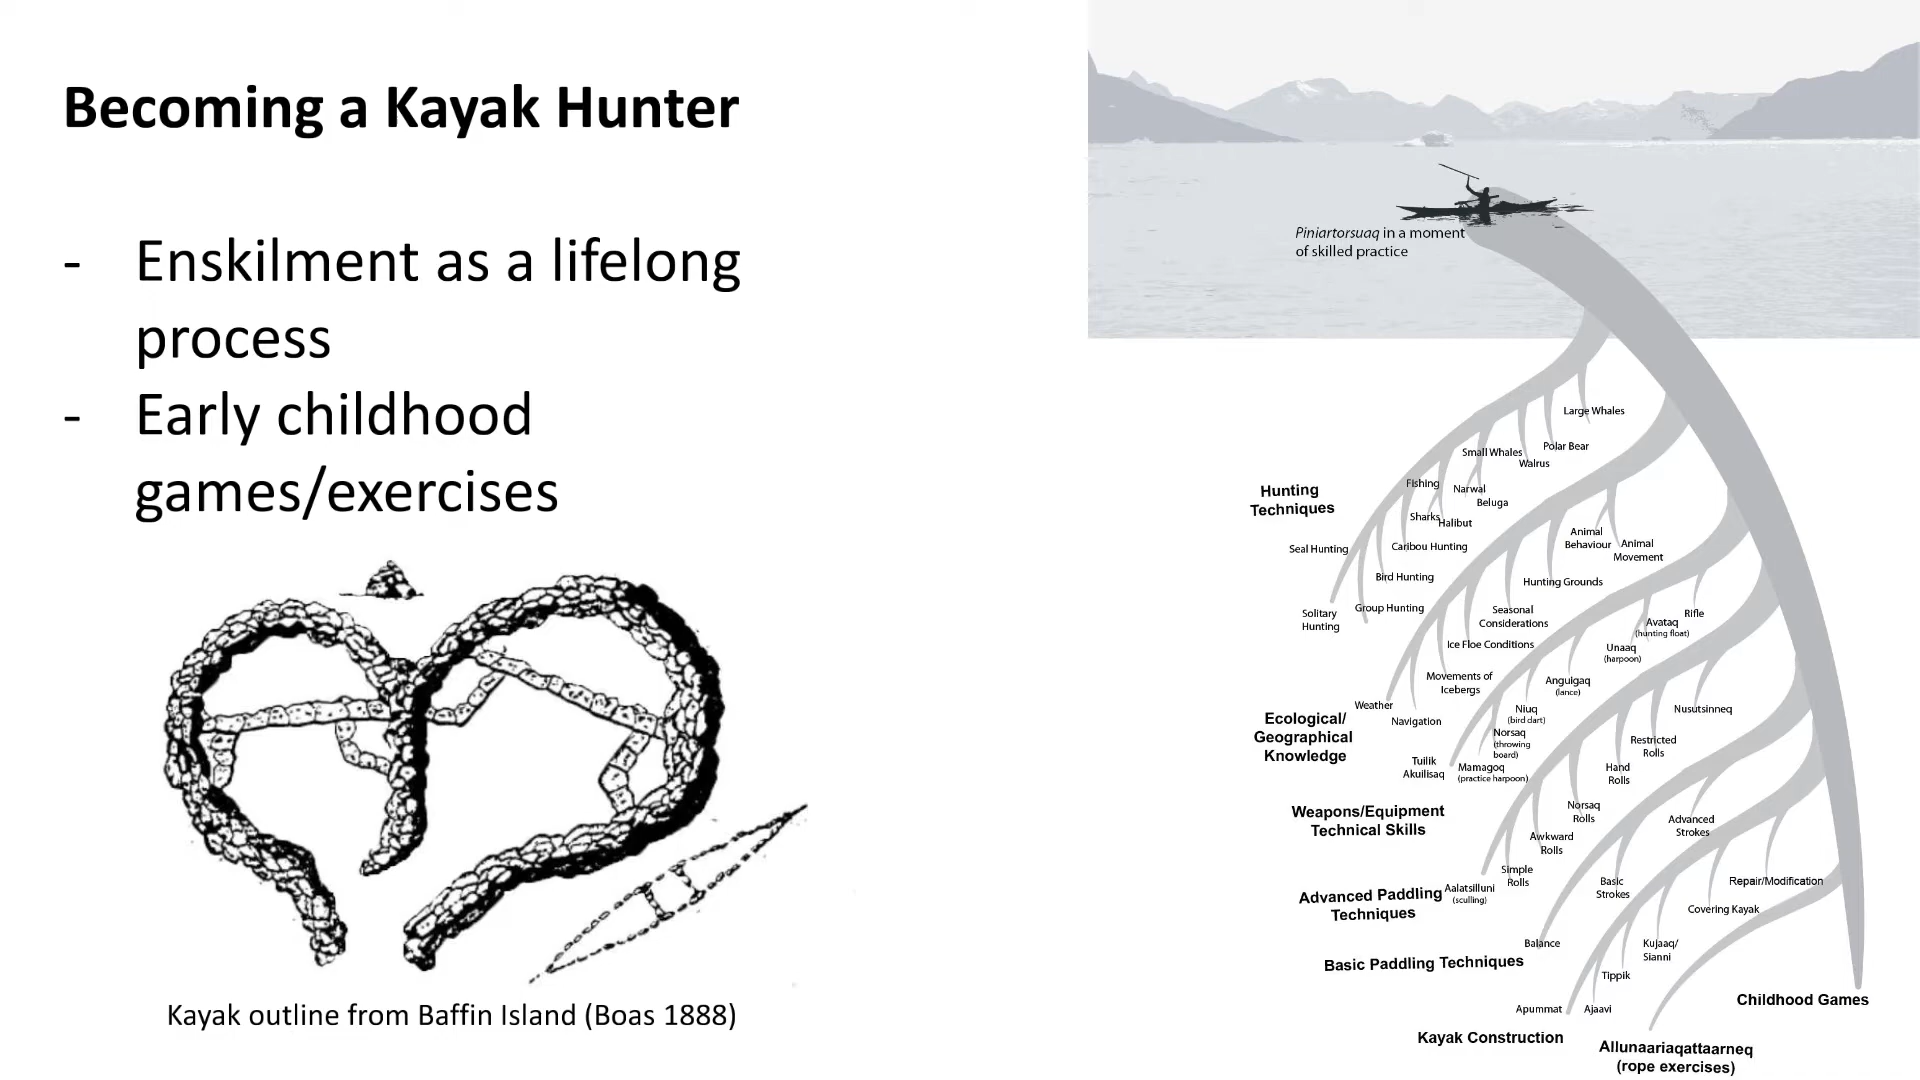 Becoming a Kayak Hunter
- Enskilment as a lifelong
process
- Early childhood
games/exercises
Kayak outline from Baffin Island (Boas 1888)
Piniartorsuaq in a moment
of skilled practice
Large Whales
Polar Bear
Small Whales
Walrus
Fishing
Narwal
Beluga
Sharks
Halibut
Hunting
Techniques
Seal Hunting
Caribou Hunting
Bird Hunting
Group Hunting
Solitary
Hunting
Animal
Behaviour
Animal
Movement
Hunting Grounds
Seasonal
Considerations
Ice Floe Conditions
Movements of
Icebergs
Weather
Navigation
Ecological/
Geographical
Knowledge
Rifle
Avataq
(hunting float)
Unaaq
(harpoon)
Anguigaq
(lance)
Niuq
(bird dart)
Norsaq
(throwing
board)
Tuilik
Akuilisaq
Mamagoq
(practice harpoon)
Weapons/Equipment
Technical Skills
Nusutsinneq
Restricted
Rolls
Hand
Rolls
Norsaq
Rolls
Awkward
Rolls
Simple
Rolls
Aalatsilluni
(sculling)
Advanced Paddling
Techniques
Advanced
Strokes
Basic
Strokes
Balance
Basic Paddling Techniques
Repair/Modification
Covering Kayak
Kujaaq/
Sianni
Tippik
Apummat
Ajaavi
Kayak Construction
Childhood Games
Allunaariaqattaarneq
(rope exercises)